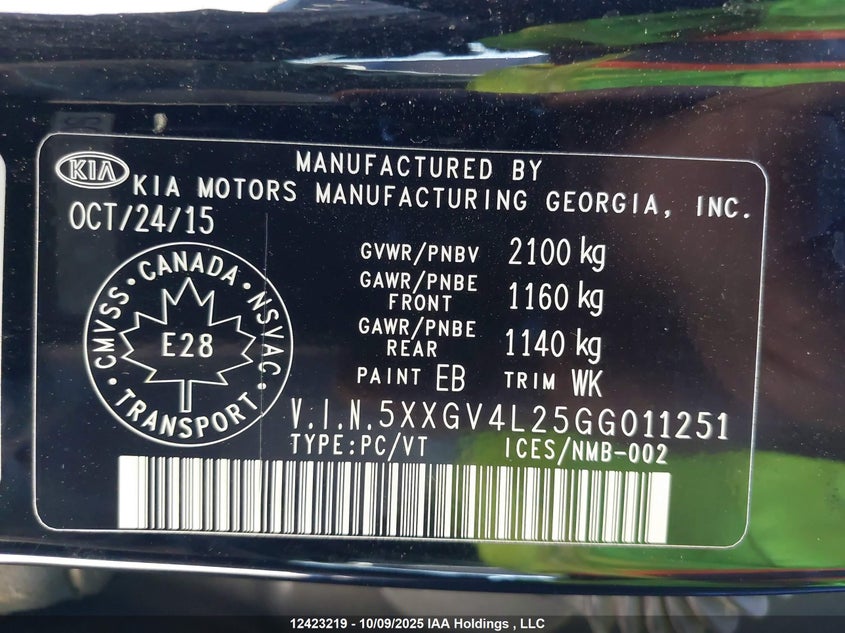 KIA
MANUFACTURED BY
KIA MOTORS MANUFACTURING GEORGIA, INC.
OCT/24/15
GVWR/PNBV 2100 kg
GAWR/PNBE
FRONT 1160 kg
GAWR/PNBE
REAR 1140 kg
PAINT EB TRIM WK
CMVSS • CANADA • NSVAC • TRANSPORT •
E28
V.I.N.5XXGV4L25GG011251
TYPE:PC/VT ICES/NMB-002
12423219 - 10/09/2025 IAA Holdings , LLC